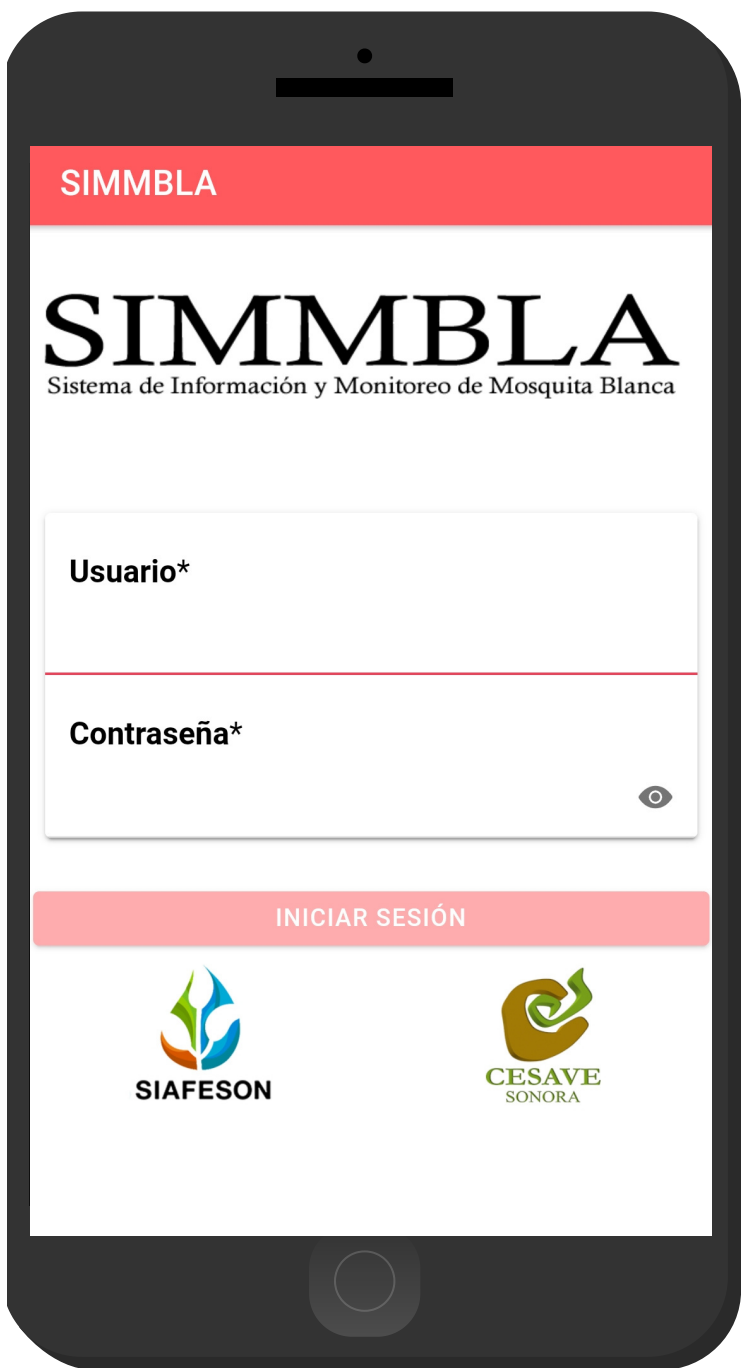 SIMMBLA
SIMMBLA
Sistema de Información y Monitoreo de Mosquita Blanca
Usuario*
Contraseña*
INICIAR SESIÓN
SIAFESON
CESAVE
SONORA